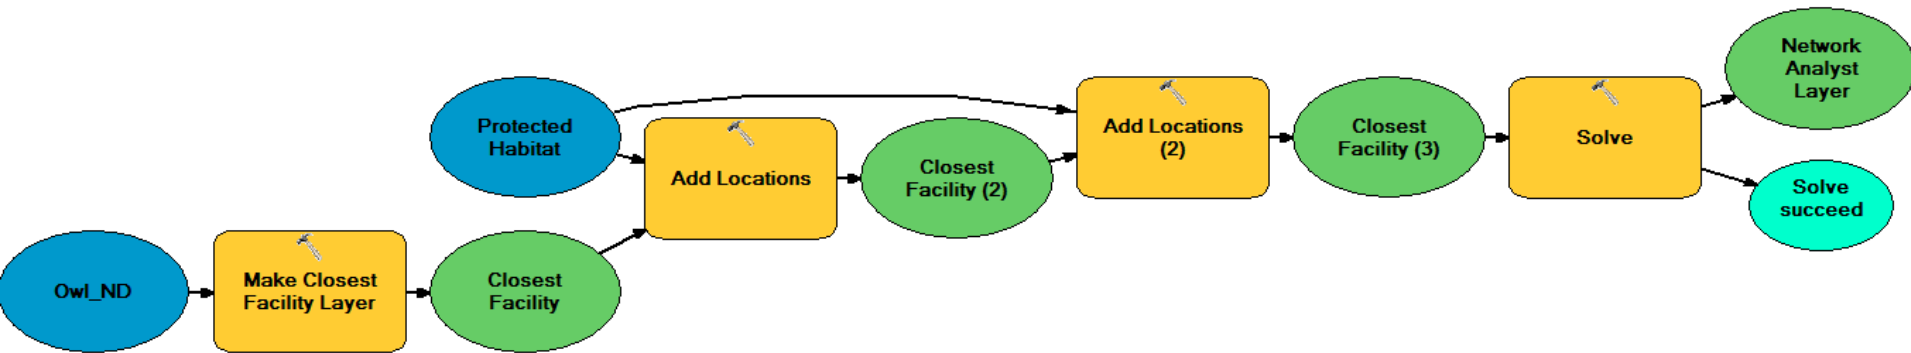 Owl_ND
Make Closest
Facility Layer
Closest
Facility
Protected
Habitat
Add Locations
Closest
Facility (2)
Add Locations
(2)
Closest
Facility (3)
Solve
Network
Analyst
Layer
Solve
succeed